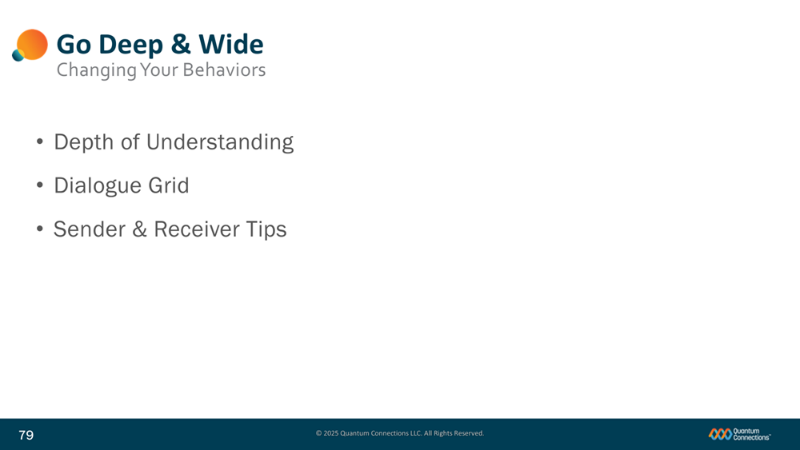 Go Deep & Wide
Changing Your Behaviors
• Depth of Understanding
• Dialogue Grid
• Sender & Receiver Tips
79
© 2025 Quantum Connections LLC. All Rights Reserved.
Quantum
Connections™